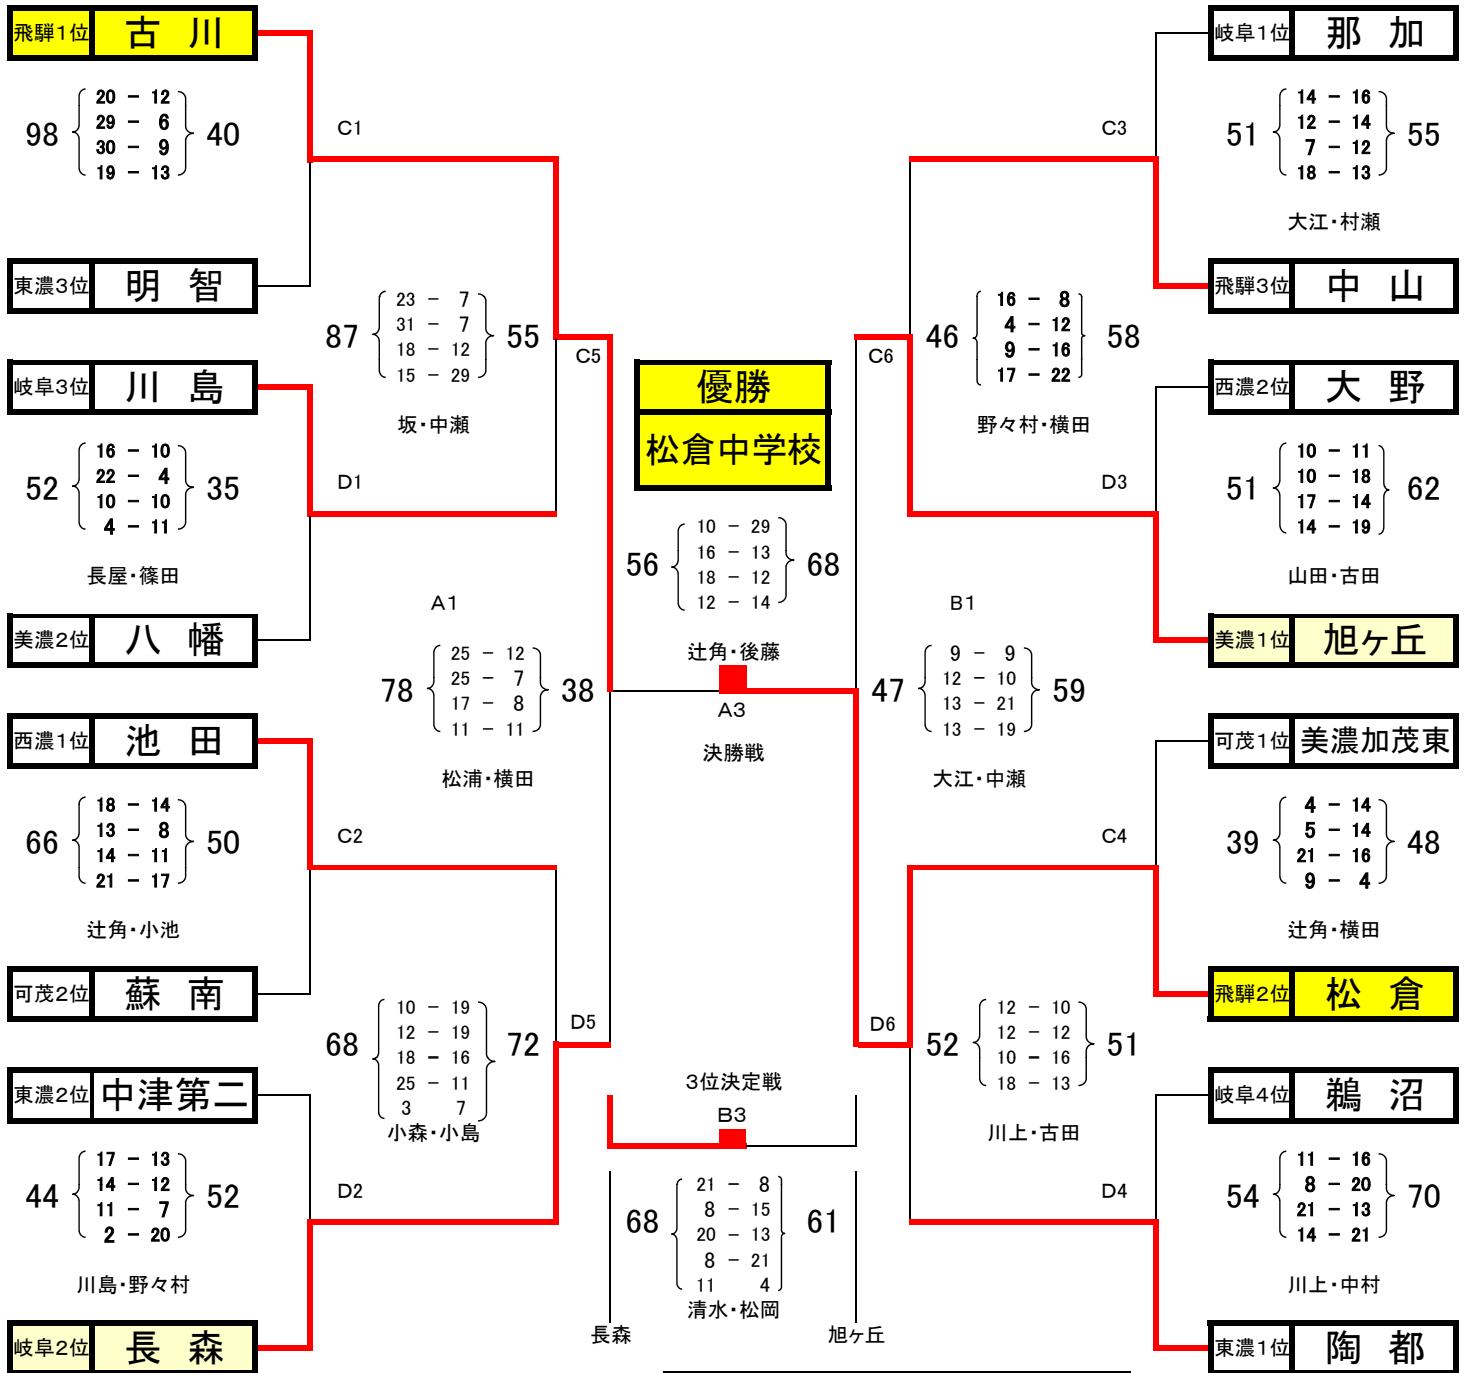 飛騨1位 古 川
98 20 - 12 40
29 - 6
30 - 9
19 - 13
C1
東濃3位 明 智
87 23 - 7 55
31 - 7
18 - 12
15 - 29
坂・中瀬
C5
岐阜3位 川 島
52 16 - 10 35
22 - 4
10 - 10
4 - 11
長屋・篠田
D1
美濃2位 八 幡
A1
78 25 - 12 38
25 - 7
17 - 8
11 - 11
松浦・横田
西濃1位 池 田
66 18 - 14 50
13 - 8
14 - 11
21 - 17
辻角・小池
C2
可茂2位 蘇 南
68 10 - 19 72
12 - 19
18 - 16
25 - 11
3 7
小森・小島
D5
東濃2位 中津第二
44 17 - 13 52
14 - 12
11 - 7
2 - 20
川島・野々村
D2
岐阜2位 長 森
優勝
松倉中学校
56 10 - 29 68
16 - 13
18 - 12
12 - 14
辻角・後藤
A3
決勝戦
3位決定戦
B3
68 21 - 8 61
8 - 15
20 - 13
8 - 21
11 4
清水・松岡
長森 旭ヶ丘
岐阜1位 那 加
51 14 - 16 55
12 - 14
7 - 12
18 - 13
大江・村瀬
C3
飛騨3位 中 山
46 16 - 8 58
4 - 12
9 - 16
17 - 22
野々村・横田
C6
西濃2位 大 野
51 10 - 11 62
10 - 18
17 - 14
14 - 19
山田・古田
D3
美濃1位 旭ヶ丘
B1
47 9 - 9 59
12 - 10
13 - 21
13 - 19
大江・中瀬
可茂1位 美濃加茂東
39 4 - 14 48
5 - 14
21 - 16
9 - 4
辻角・横田
C4
飛騨2位 松 倉
52 12 - 10 51
12 - 12
10 - 16
18 - 13
川上・古田
D6
岐阜4位 鵜 沼
54 11 - 16 70
8 - 20
21 - 13
14 - 21
川上・中村
D4
東濃1位 陶 都